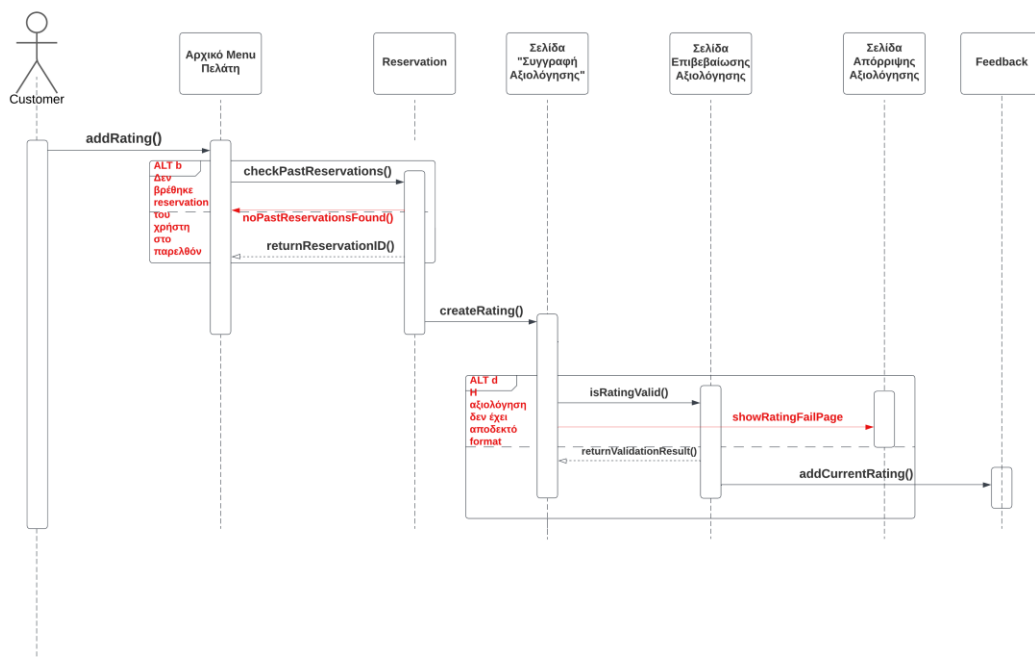 Customer
Αρχικό Menu
Πελάτη
Reservation
Σελίδα
"Συγγραφή
Αξιολόγησης"
Σελίδα
Επιβεβαίωσης
Αξιολόγησης
Σελίδα
Απόρριψης
Αξιολόγησης
Feedback
addRating()
ALT b
Δεν
βρέθηκε
reservation
του
χρήστη
στο
παρελθόν
checkPastReservations()
noPastReservationsFound()
returnReservationID()
createRating()
ALT d
Η
αξιολόγηση
δεν έχει
αποδεκτό
format
isRatingValid()
showRatingFailPage
returnValidationResult()
addCurrentRating()